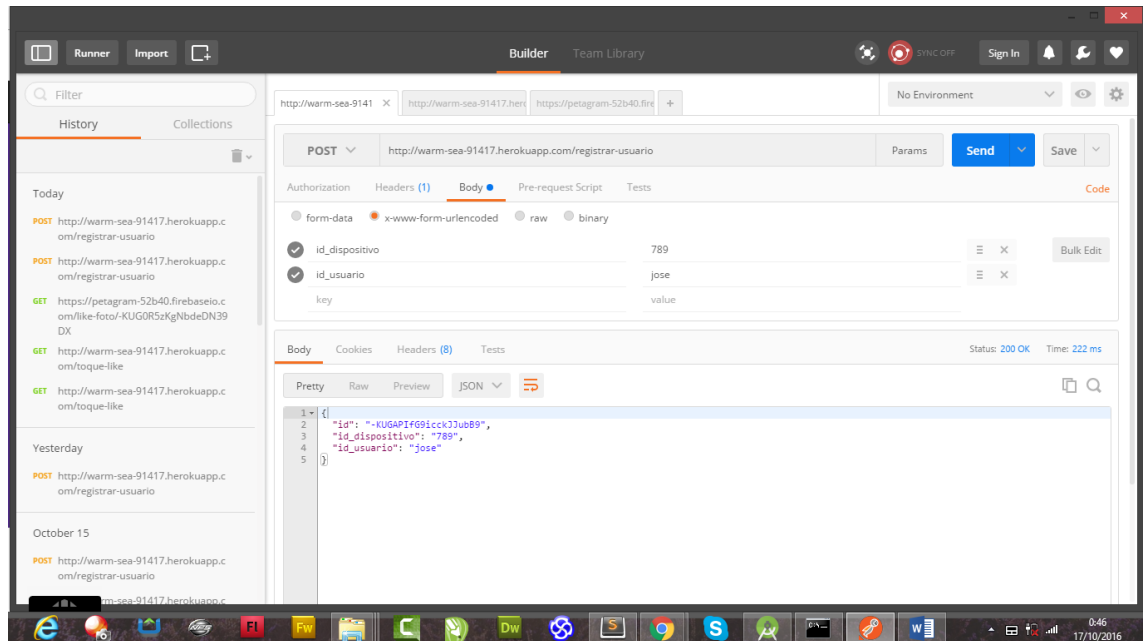 Runner Import Builder Team Library SYNC OFF Sign In
Filter
History Collections
Today
POST http://warm-sea-91417.herokuapp.c
om/registrar-usuario
POST http://warm-sea-91417.herokuapp.c
om/registrar-usuario
GET https://petagram-52b40.firebaseio.c
om/like-foto/-KUG0R5zKgNbdeDN39
DX
GET http://warm-sea-91417.herokuapp.c
om/toque-like
GET http://warm-sea-91417.herokuapp.c
om/toque-like
Yesterday
POST http://warm-sea-91417.herokuapp.c
om/registrar-usuario
October 15
POST http://warm-sea-91417.herokuapp.c
om/registrar-usuario
rm-sea-91417.herokuapp.c
http://warm-sea-9141 http://warm-sea-91417.her https://petagram-52b40.fire +
No Environment
POST http://warm-sea-91417.herokuapp.com/registrar-usuario Params Send Save
Authorization Headers (1) Body Pre-request Script Tests Code
form-data x-www-form-urlencoded raw binary
id_dispositivo 789 Bulk Edit
id_usuario jose
key value
Body Cookies Headers (8) Tests Status: 200 OK Time: 222 ms
Pretty Raw Preview JSON
1 {
2 "id": "-KUGAPIfG9icckJJubB9",
3 "id_dispositivo": "789",
4 "id_usuario": "jose"
5 }
Fl Fw Dw S S W
0:46
17/10/2016